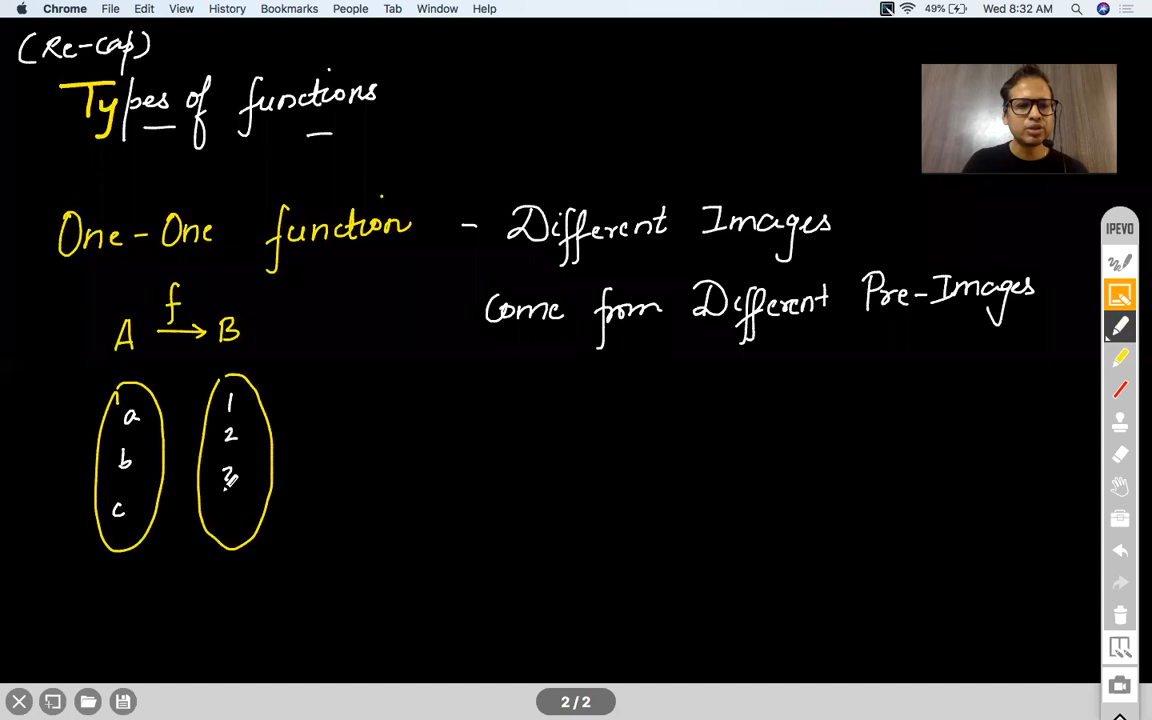 Chrome File Edit View History Bookmarks People Tab Window Help 49% Wed 8:32 AM
(Re-cap)
Types of functions
IPEVO
One-One function - Different Images
Come from Different Pre-Images
f
A → B
a 1
b 2
c 3
2 / 2